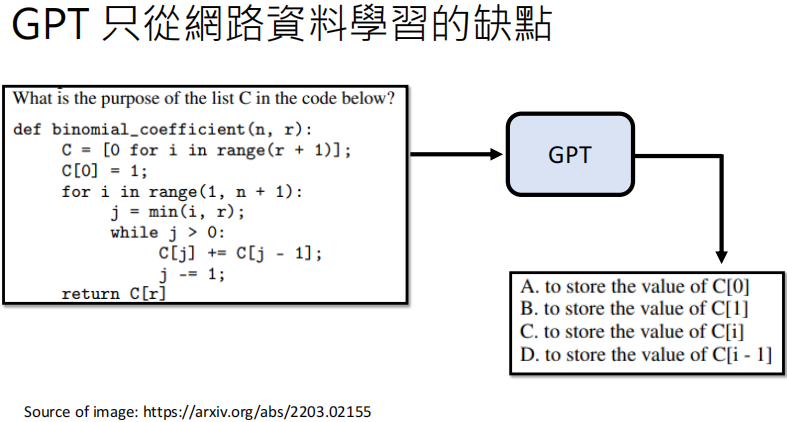 GPT 只從網路資料學習的缺點
What is the purpose of the list C in the code below?
def binomial_coefficient(n, r):
C = [0 for i in range(r + 1)];
C[0] = 1;
for i in range(1, n + 1):
j = min(i, r);
while j > 0:
C[j] += C[j - 1];
j -= 1;
return C[r]
GPT
A. to store the value of C[0]
B. to store the value of C[1]
C. to store the value of C[i]
D. to store the value of C[i - 1]
Source of image: https://arxiv.org/abs/2203.02155